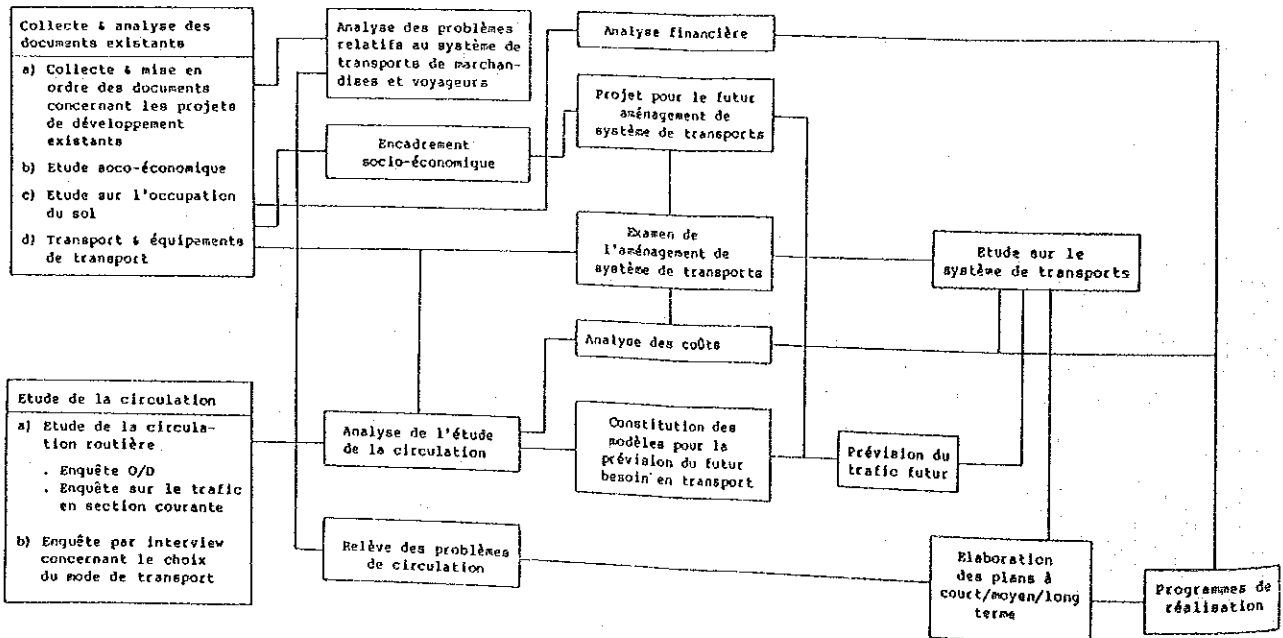 Collecte & analyse des
documents existants
a) Collecte & mise en
ordre des documents
concernant les projets
de développement
existants
b) Etude soco-économique
c) Etude sur l'occupation
du sol
d) Transport & équipements
de transport
Etude de la circulation
a) Etude de la circula-
tion routière
. Enquête O/D
. Enquête sur le trafic
en section courante
b) Enquête par interview
concernant le choix
du mode de transport
Analyse des problèmes
relatifs au système de
transports de marchan-
dises et voyageurs
Encadrement
socio-économique
Analyse de l'étude
de la circulation
Relève des problèmes
de circulation
Analyse financière
Projet pour le futur
aménagement de
système de transports
Examen de
l'aménagement de
système de transports
Analyse des coûts
Constitution des
modèles pour la
prévision du futur
besoin en transport
Prévision du
trafic futur
Etude sur le
système de transports
Elaboration
des plans à
court/moyen/long
terme
Programmes de
réalisation